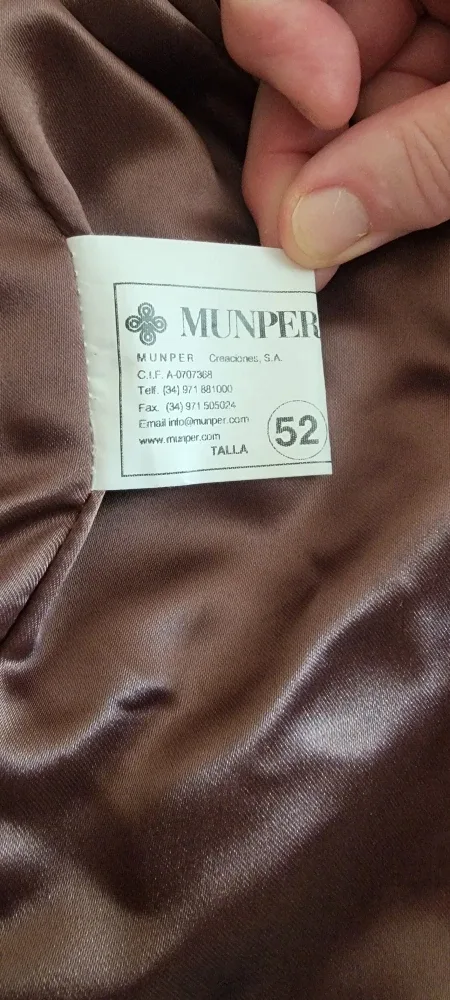 MUNPER
MUNPER Creaciones, S.A.
C.I.F. A-0707368
Telf. (34) 971 881000
Fax. (34) 971 505024
Email info@munper.com
www.munper.com
TALLA 52